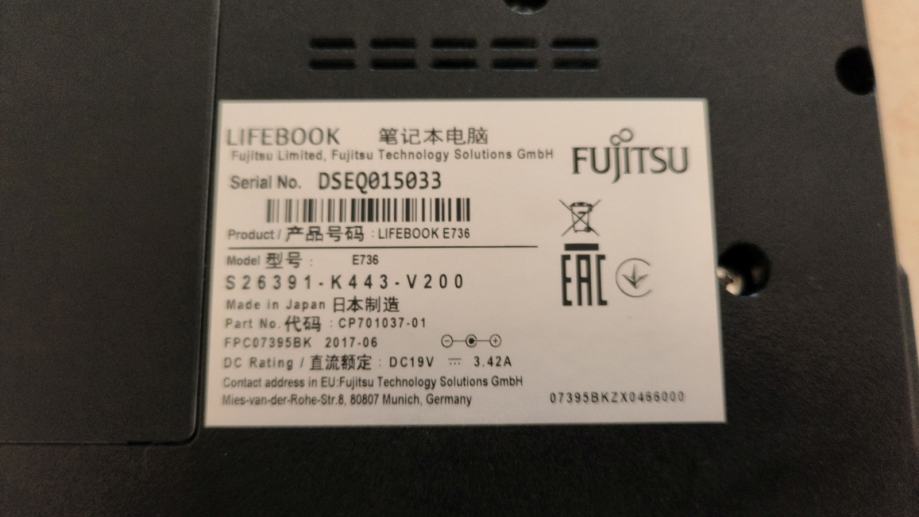 LIFEBOOK 笔记本电脑
Fujitsu Limited, Fujitsu Technology Solutions GmbH
FUJITSU
Serial No. DSEQ015033
Product / 产品号码 : LIFEBOOK E736
Model 型号 : E736
S26391-K443-V200
EAC
Made in Japan 日本制造
Part No. 代码 : CP701037-01
FPC07395BK 2017-06
DC Rating / 直流额定 : DC19V ⎓ 3.42A
Contact address in EU:Fujitsu Technology Solutions GmbH
Mies-van-der-Rohe-Str.8, 80807 Munich, Germany
07395BKZX0466000